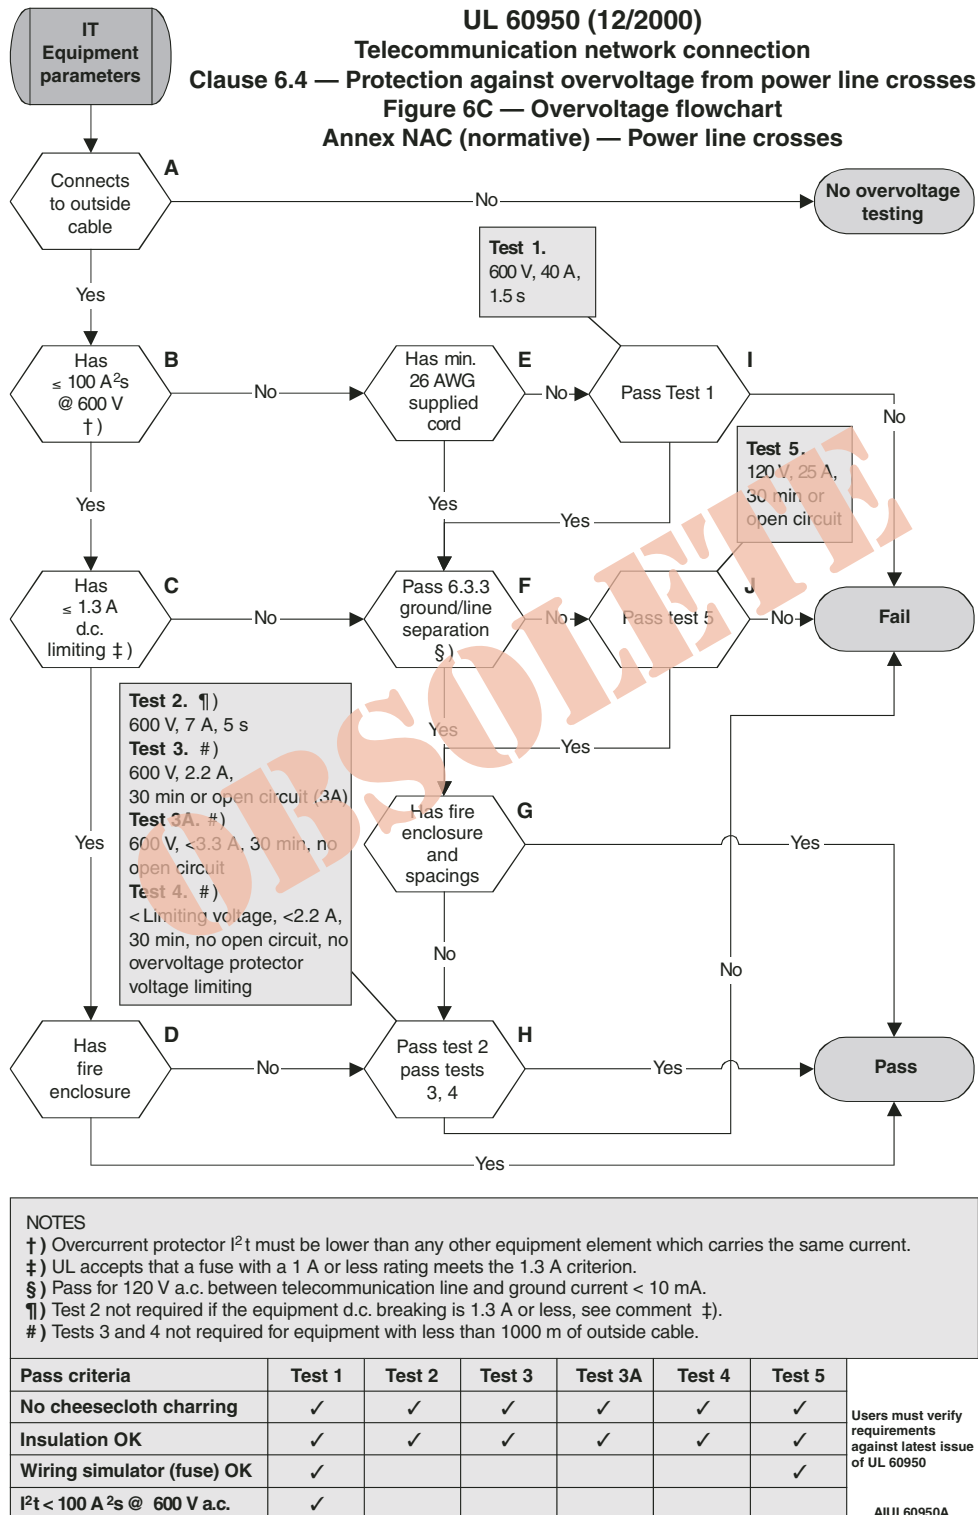 IT
Equipment
parameters
UL 60950 (12/2000)
Telecommunication network connection
Clause 6.4 — Protection against overvoltage from power line crosses
Figure 6C — Overvoltage flowchart
Annex NAC (normative) — Power line crosses
A
Connects
to outside
cable
No
No overvoltage
testing
Test 1.
600 V, 40 A,
1.5 s
Yes
B
Has
≤ 100 A²s
@ 600 V
†)
No
E
Has min.
26 AWG
supplied
cord
No
I
Pass Test 1
No
Test 5.
120 V, 25 A,
30 min or
open circuit
Yes
Yes
Yes
C
Has
≤ 1.3 A
d.c.
limiting ‡)
No
F
Pass 6.3.3
ground/line
separation
§)
No
J
Pass test 5
No
Fail
Test 2. ¶)
600 V, 7 A, 5 s
Test 3. #)
600 V, 2.2 A,
30 min or open circuit (3A)
Test 3A. #)
600 V, <3.3 A, 30 min, no
open circuit
Test 4. #)
< Limiting voltage, <2.2 A,
30 min, no open circuit, no
overvoltage protector
voltage limiting
Yes
Yes
Yes
G
Has fire
enclosure
and
spacings
Yes
No
No
D
Has
fire
enclosure
No
H
Pass test 2
pass tests
3, 4
Yes
Pass
Yes
OBSOLETE
NOTES
†) Overcurrent protector I²t must be lower than any other equipment element which carries the same current.
‡) UL accepts that a fuse with a 1 A or less rating meets the 1.3 A criterion.
§) Pass for 120 V a.c. between telecommunication line and ground current < 10 mA.
¶) Test 2 not required if the equipment d.c. breaking is 1.3 A or less, see comment ‡).
#) Tests 3 and 4 not required for equipment with less than 1000 m of outside cable.
Pass criteria Test 1 Test 2 Test 3 Test 3A Test 4 Test 5
No cheesecloth charring ✓ ✓ ✓ ✓ ✓ ✓
Insulation OK ✓ ✓ ✓ ✓ ✓ ✓
Wiring simulator (fuse) OK ✓ ✓
I²t < 100 A²s @ 600 V a.c. ✓
Users must verify
requirements
against latest issue
of UL 60950
AIUL60950A